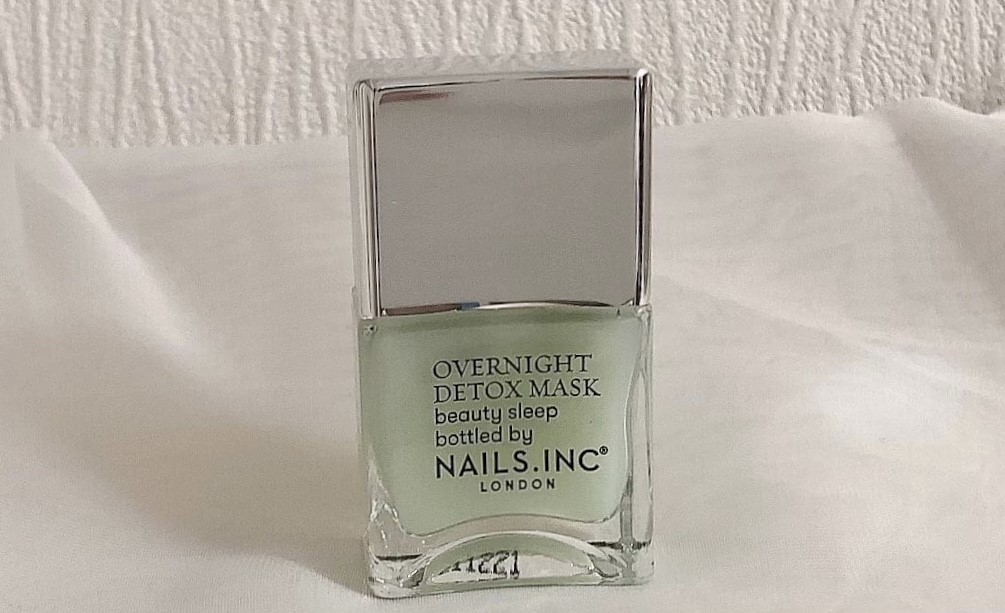 OVERNIGHT
DETOX MASK
beauty sleep
bottled by
NAILS.INC®
LONDON